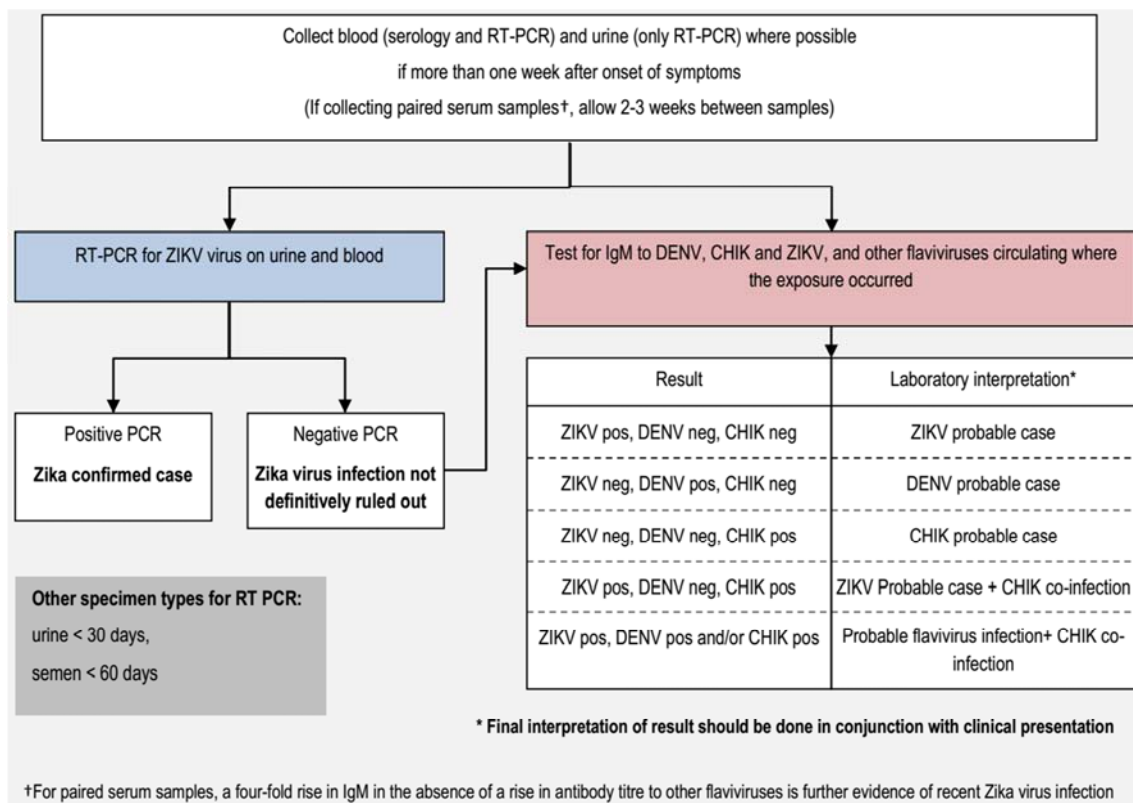 Collect blood (serology and RT-PCR) and urine (only RT-PCR) where possible
if more than one week after onset of symptoms
(If collecting paired serum samples†, allow 2-3 weeks between samples)
RT-PCR for ZIKV virus on urine and blood
Test for IgM to DENV, CHIK and ZIKV, and other flaviviruses circulating where
the exposure occurred
Positive PCR
Zika confirmed case
Negative PCR
Zika virus infection not
definitively ruled out
Result
Laboratory interpretation*
ZIKV pos, DENV neg, CHIK neg
ZIKV probable case
ZIKV neg, DENV pos, CHIK neg
DENV probable case
ZIKV neg, DENV neg, CHIK pos
CHIK probable case
ZIKV pos, DENV neg, CHIK pos
ZIKV Probable case + CHIK co-infection
ZIKV pos, DENV pos and/or CHIK pos
Probable flavivirus infection+ CHIK co-
infection
Other specimen types for RT PCR:
urine < 30 days,
semen < 60 days
* Final interpretation of result should be done in conjunction with clinical presentation
†For paired serum samples, a four-fold rise in IgM in the absence of a rise in antibody titre to other flaviviruses is further evidence of recent Zika virus infection